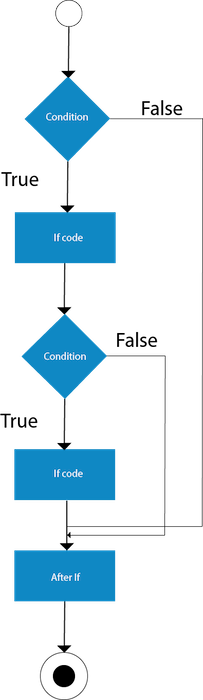 Condition
False
True
If code
False
Condition
True
If code
After If